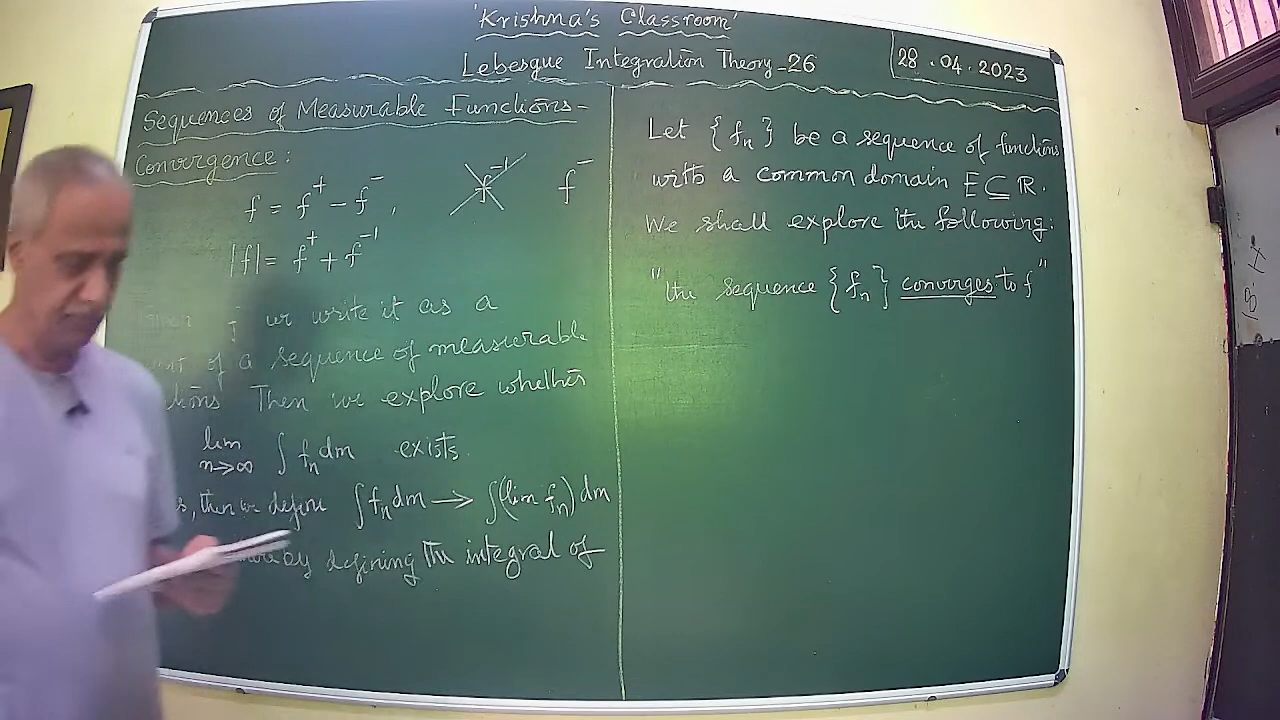 'Krishna's Classroom'
Lebesgue Integration Theory-26
28.04.2023
Sequences of Measurable Functions-
Convergence:
f = f⁺ - f⁻, f⁻¹ f⁻
|f| = f⁺ + f⁻¹
f we write it as a
of a sequence of measurable
Then we explore whether
lim n→∞ ∫ fₙ dm exists.
, then we define ∫ fₙ dm → ∫ (lim fₙ) dm
defining the integral of
Let {fₙ} be a sequence of functions
with a common domain E ⊆ ℝ.
We shall explore the following:
"the sequence {fₙ} converges to f"